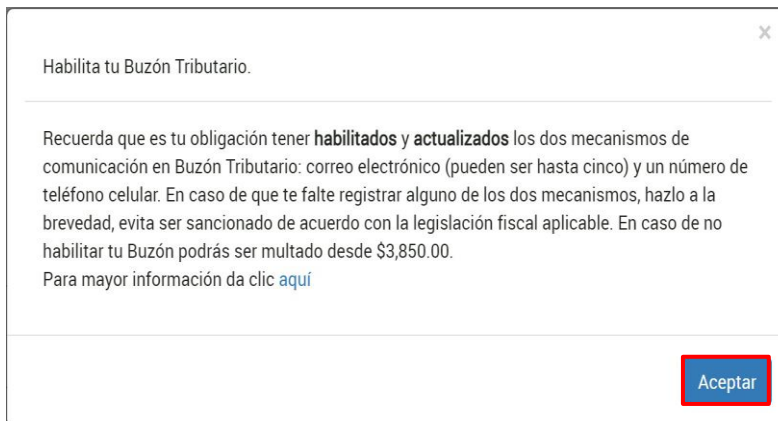 ×
Habilita tu Buzón Tributario.
Recuerda que es tu obligación tener habilitados y actualizados los dos mecanismos de
comunicación en Buzón Tributario: correo electrónico (pueden ser hasta cinco) y un número de
teléfono celular. En caso de que te falte registrar alguno de los dos mecanismos, hazlo a la
brevedad, evita ser sancionado de acuerdo con la legislación fiscal aplicable. En caso de no
habilitar tu Buzón podrás ser multado desde $3,850.00.
Para mayor información da clic aquí
Aceptar